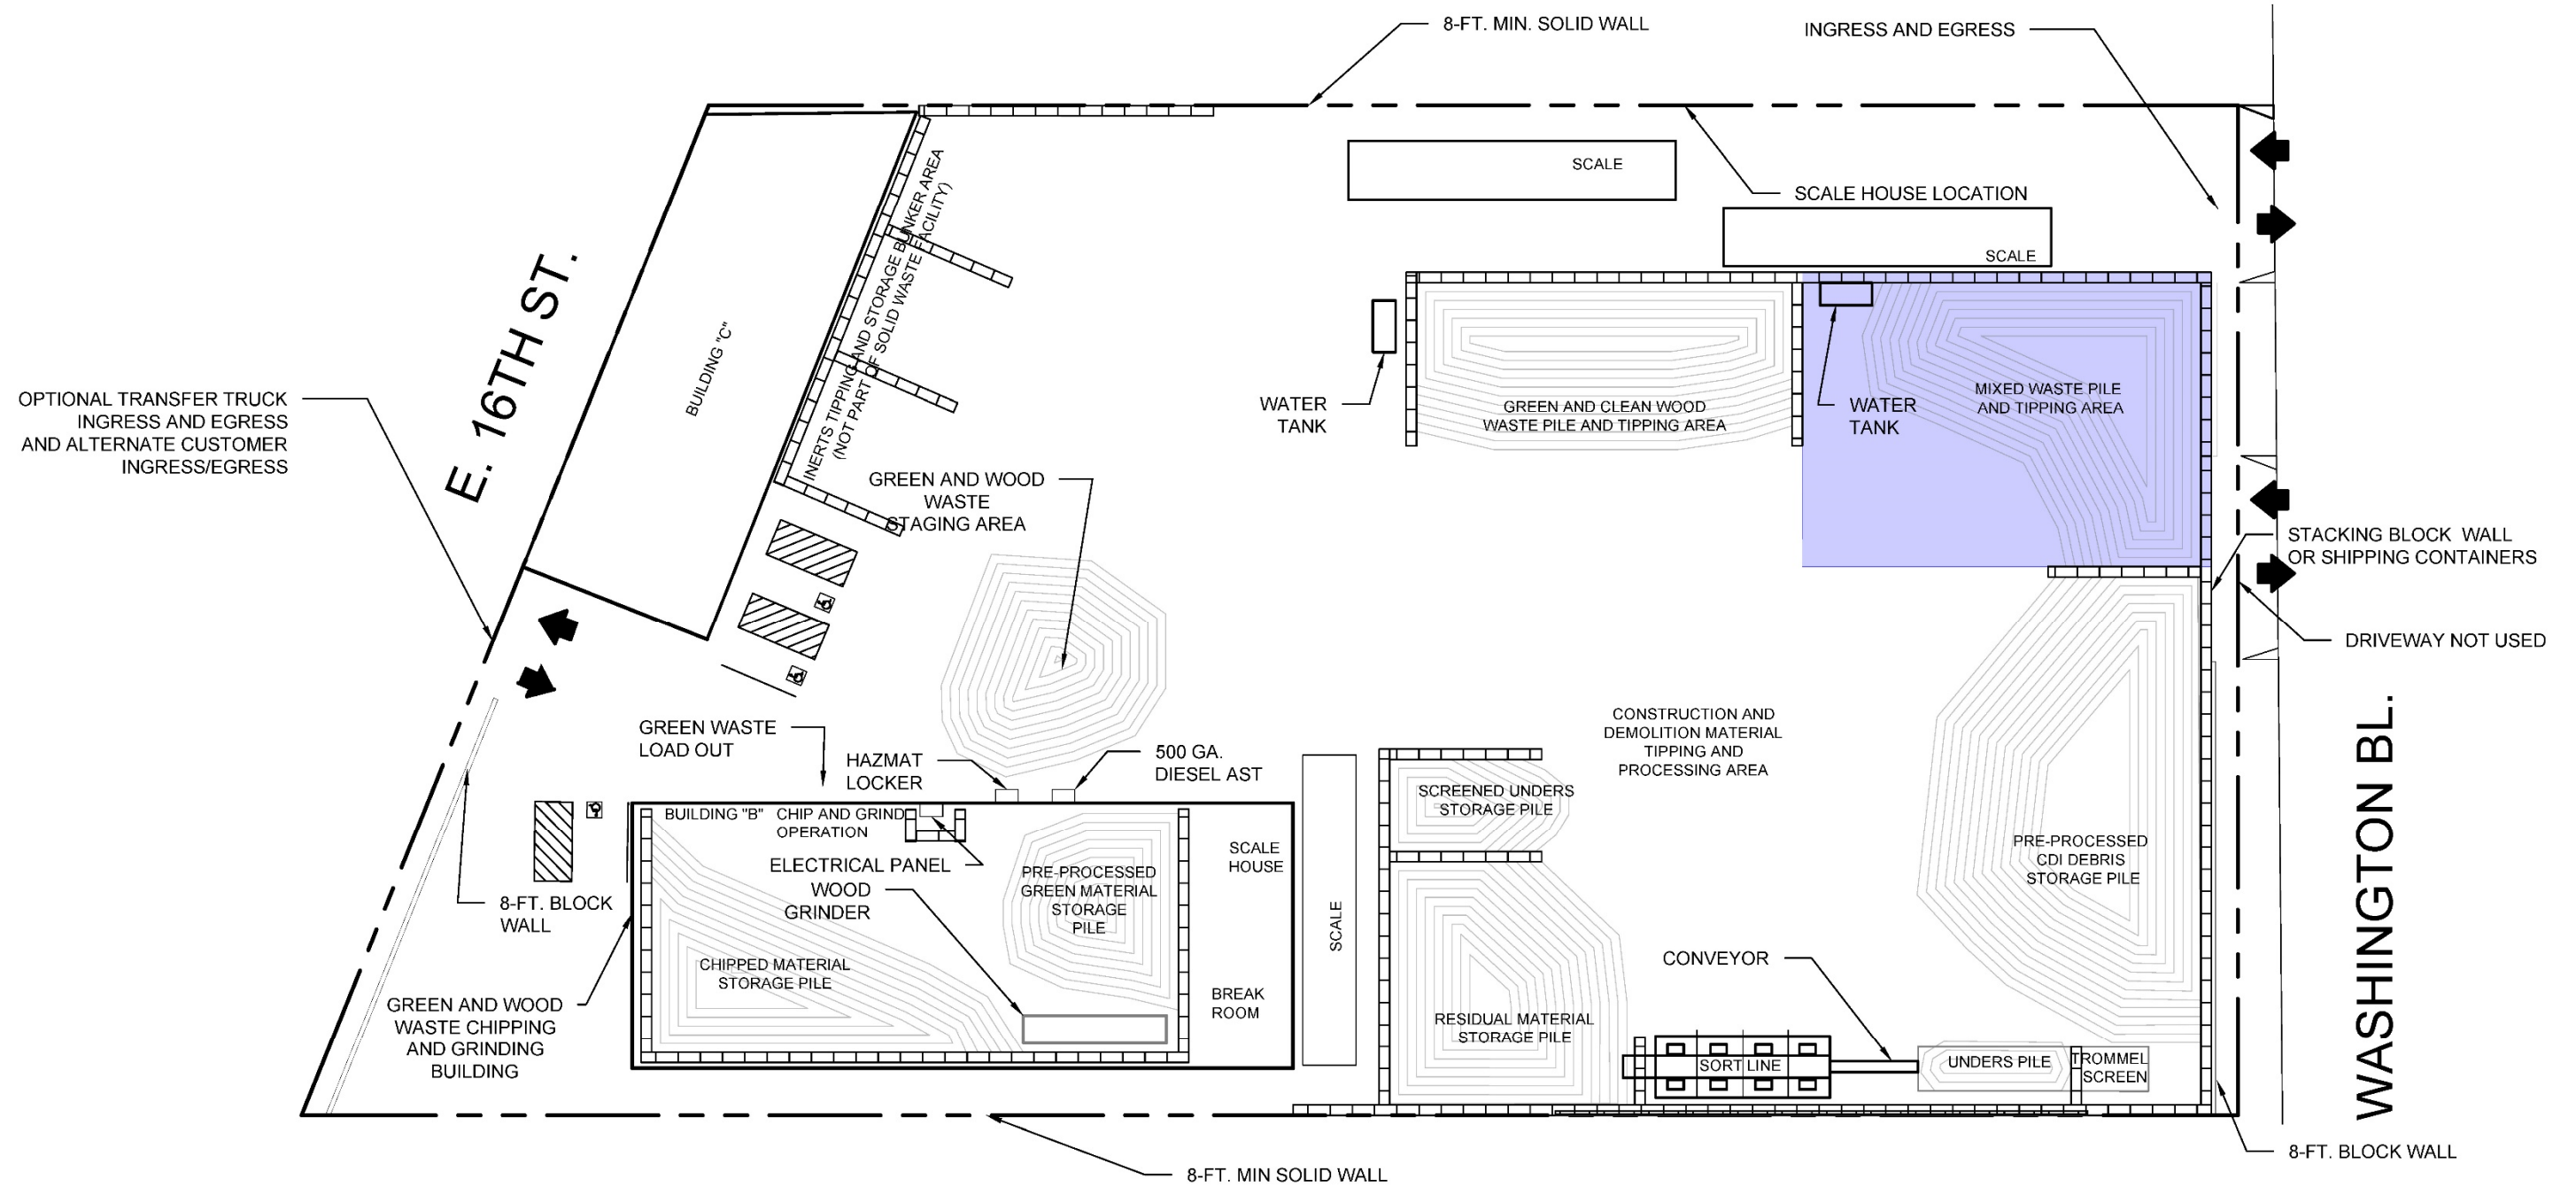 8-FT. MIN. SOLID WALL
INGRESS AND EGRESS
SCALE
SCALE HOUSE LOCATION
SCALE
E. 16TH ST.
BUILDING "C"
INERTS TIPPING AND STORAGE BUNKER AREA
(NOT PART OF SOLID WASTE FACILITY)
OPTIONAL TRANSFER TRUCK
INGRESS AND EGRESS
AND ALTERNATE CUSTOMER
INGRESS/EGRESS
WATER
TANK
GREEN AND CLEAN WOOD
WASTE PILE AND TIPPING AREA
WATER
TANK
MIXED WASTE PILE
AND TIPPING AREA
GREEN AND WOOD
WASTE
STAGING AREA
STACKING BLOCK WALL
OR SHIPPING CONTAINERS
DRIVEWAY NOT USED
WASHINGTON BL.
GREEN WASTE
LOAD OUT
HAZMAT
LOCKER
500 GA.
DIESEL AST
CONSTRUCTION AND
DEMOLITION MATERIAL
TIPPING AND
PROCESSING AREA
SCREENED UNDERS
STORAGE PILE
BUILDING "B" CHIP AND GRIND
OPERATION
ELECTRICAL PANEL
WOOD
GRINDER
PRE-PROCESSED
GREEN MATERIAL
STORAGE
PILE
SCALE
HOUSE
SCALE
PRE-PROCESSED
CDI DEBRIS
STORAGE PILE
8-FT. BLOCK
WALL
CHIPPED MATERIAL
STORAGE PILE
BREAK
ROOM
CONVEYOR
GREEN AND WOOD
WASTE CHIPPING
AND GRINDING
BUILDING
RESIDUAL MATERIAL
STORAGE PILE
SORT LINE
UNDERS PILE
TROMMEL
SCREEN
8-FT. MIN SOLID WALL
8-FT. BLOCK WALL